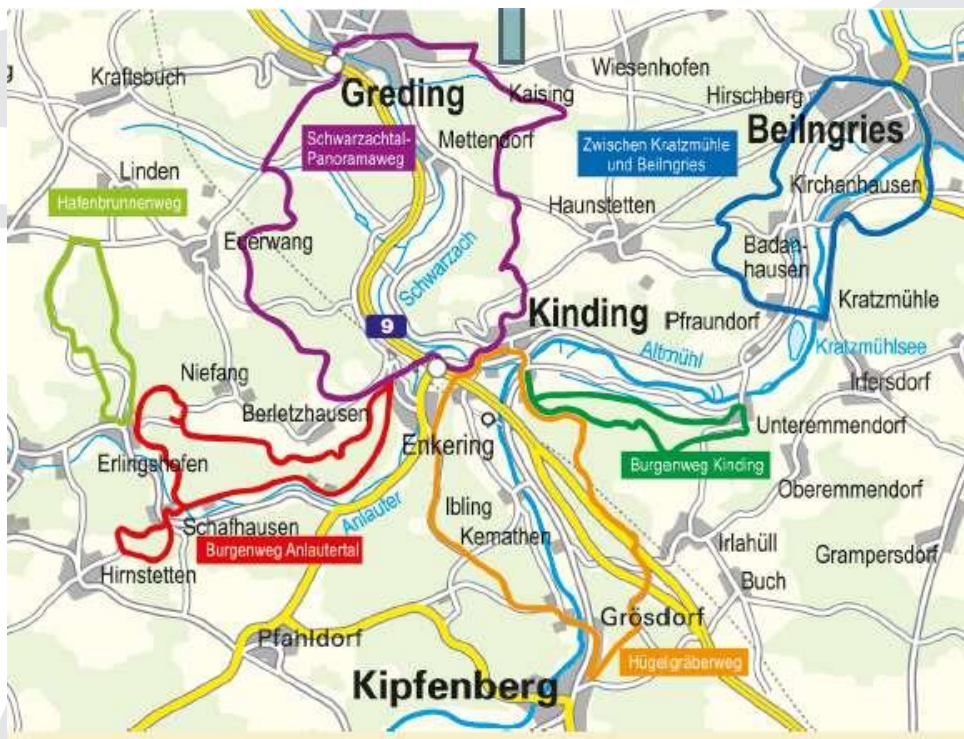 Kraftsbuch
Wiesenhofen
Hirschberg
Greding
Kaising
Beilngries
Schwarzachtal-
Panoramaweg
Mettendorf
Zwischen Kratzmühle
und Beilngries
Linden
Kirchenhausen
Hafenbrunnenweg
Haunstetten
Euerwang
Badan-
hausen
Schwarzach
Kinding
Pfraundorf
Kratzmühle
9
Altmühl
Kratzmühlsee
Niefang
Irfersdorf
Berletzhausen
Unteremmendorf
Enkering
Erlingshofen
Burgenweg Kinding
Oberemmendorf
Ibling
Anlauter
Schafhausen
Kemathen
Irlahüll
Burgenweg Anlautertal
Grampersdorf
Hirnstetten
Buch
Grösdorf
Pfahldorf
Hügelgräberweg
Kipfenberg